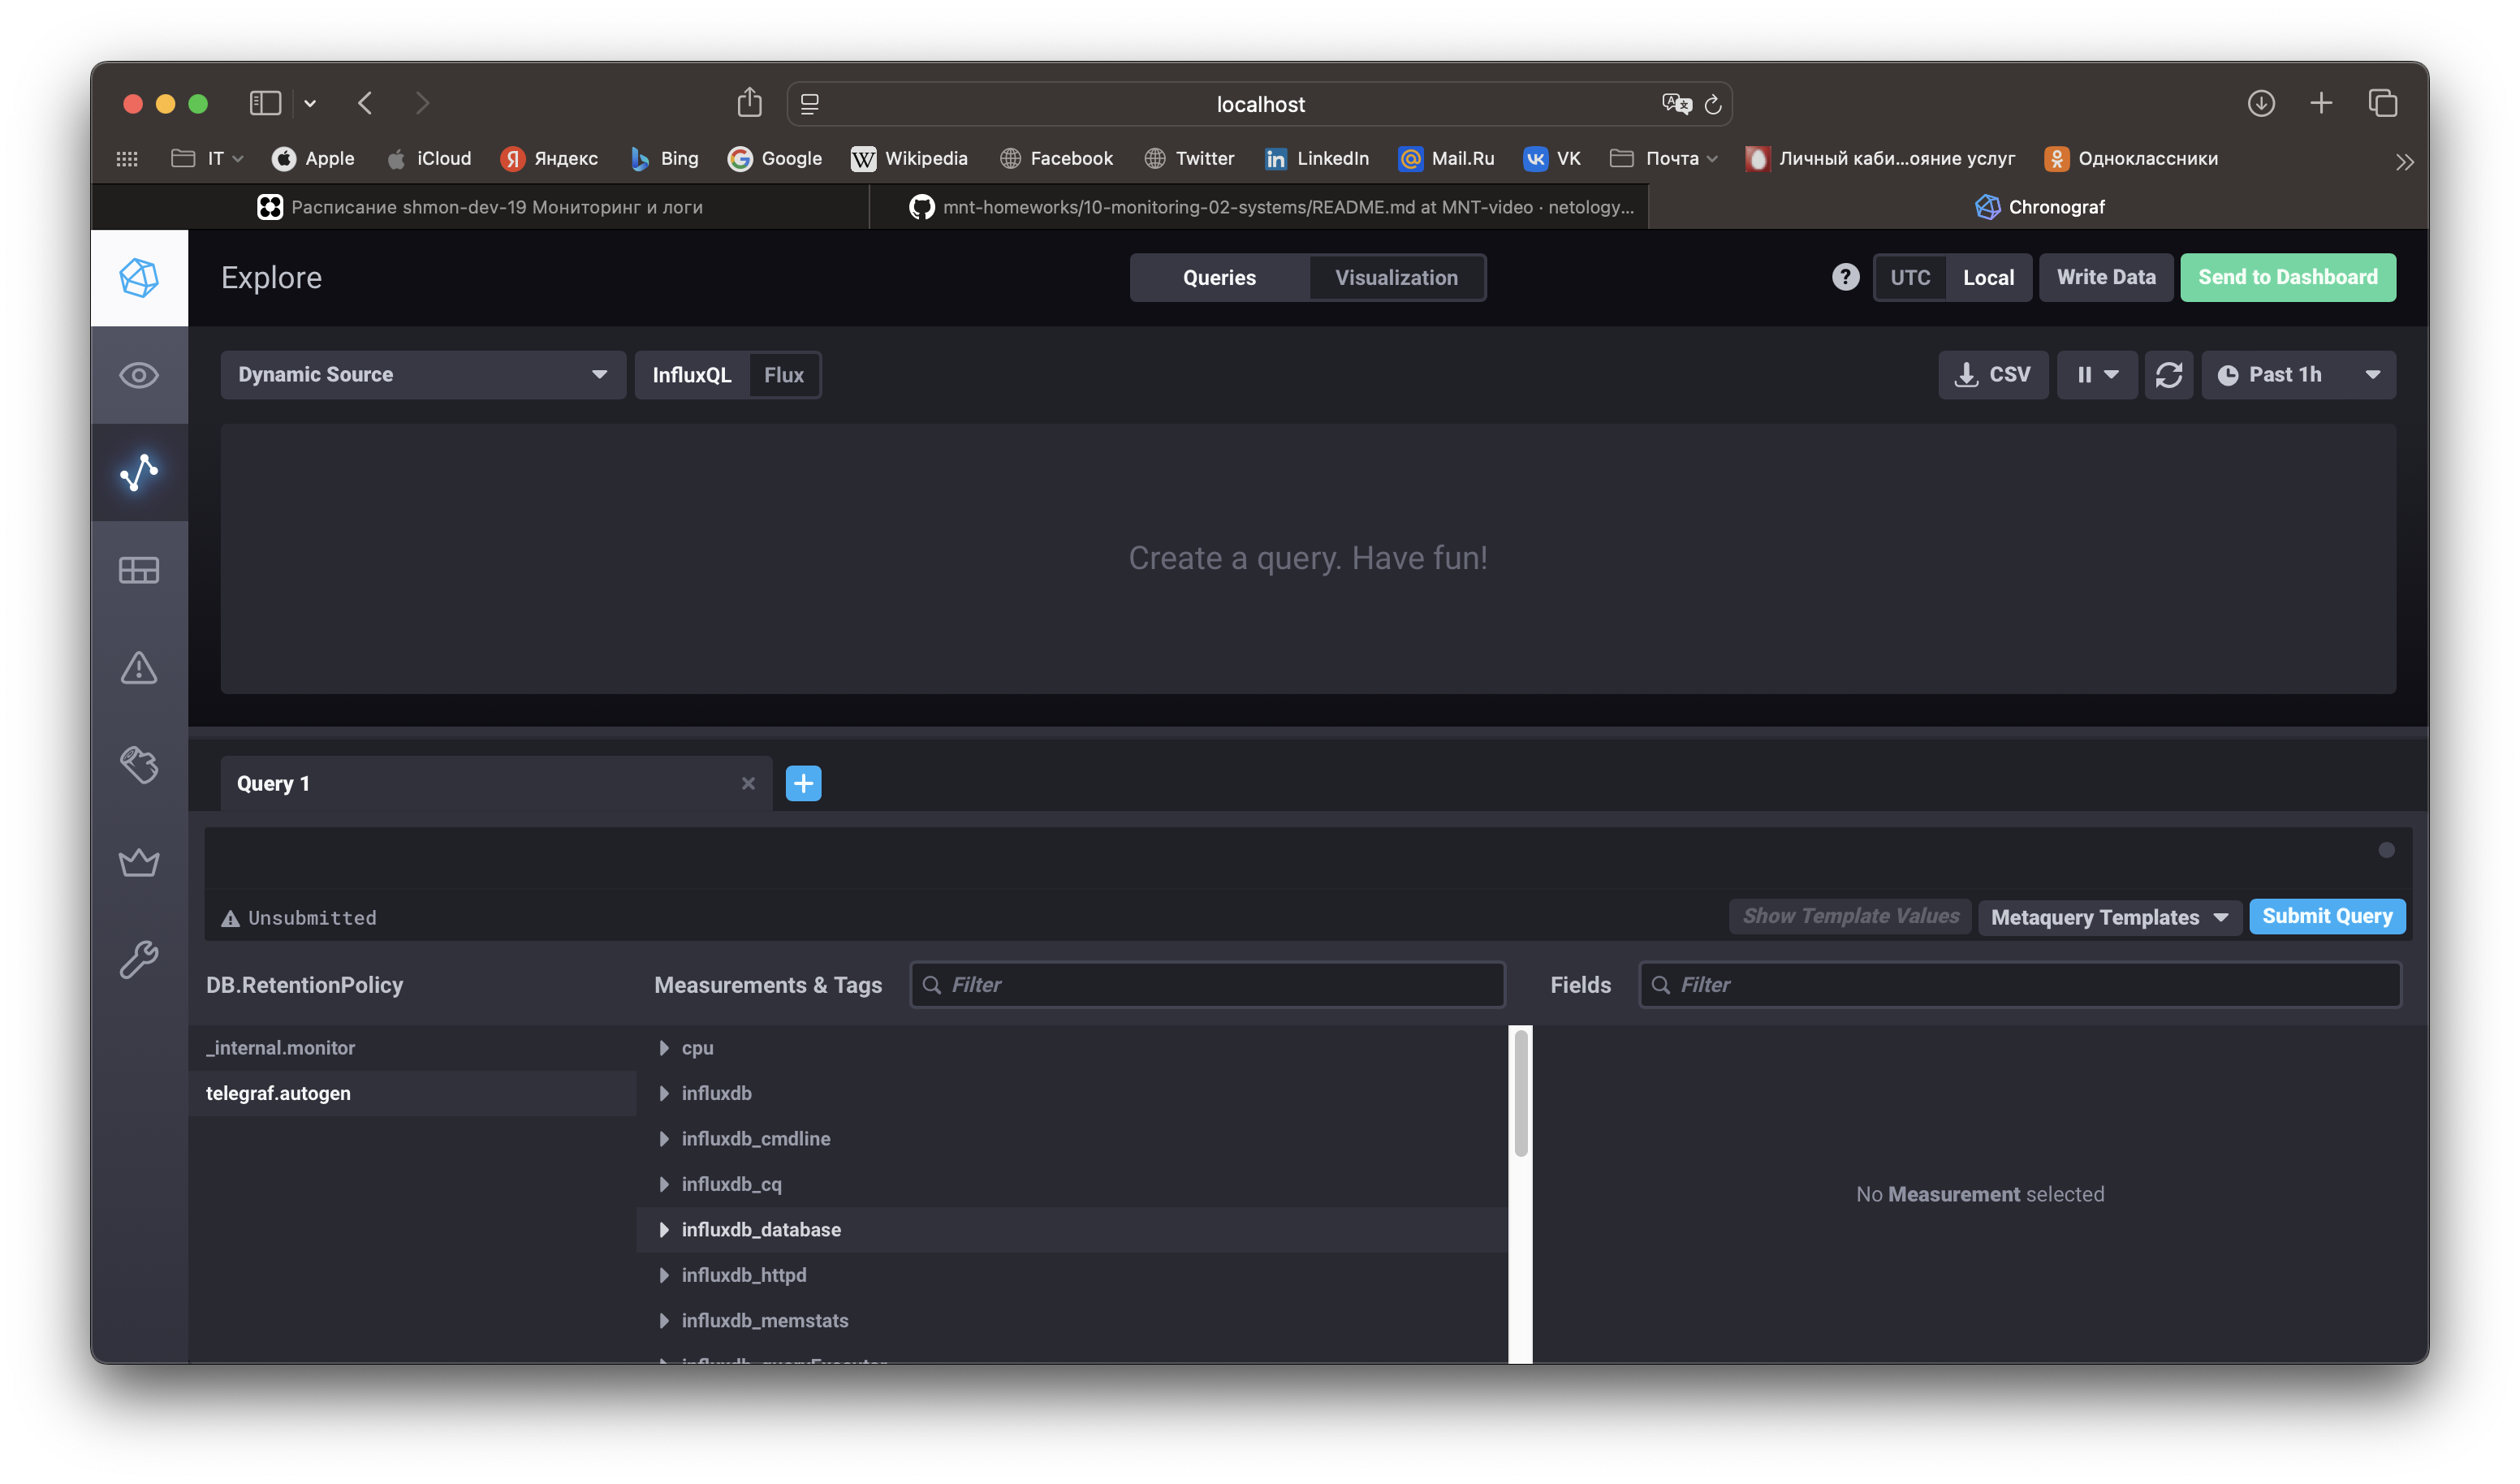 localhost
IT Apple iCloud Яндекс Bing Google Wikipedia Facebook Twitter LinkedIn Mail.Ru VK Почта Личный каби...ояние услуг Одноклассники
Расписание shmon-dev-19 Мониторинг и логи mnt-homeworks/10-monitoring-02-systems/README.md at MNT-video · netology... Chronograf
Explore Queries Visualization ? UTC Local Write Data Send to Dashboard
Dynamic Source InfluxQL Flux CSV Past 1h
Create a query. Have fun!
Query 1
Unsubmitted Show Template Values Metaquery Templates Submit Query
DB.RetentionPolicy Measurements & Tags Filter Fields Filter
_internal.monitor cpu
telegraf.autogen influxdb
influxdb_cmdline
influxdb_cq
No Measurement selected
influxdb_database
influxdb_httpd
influxdb_memstats
influxdb_queryExecutor